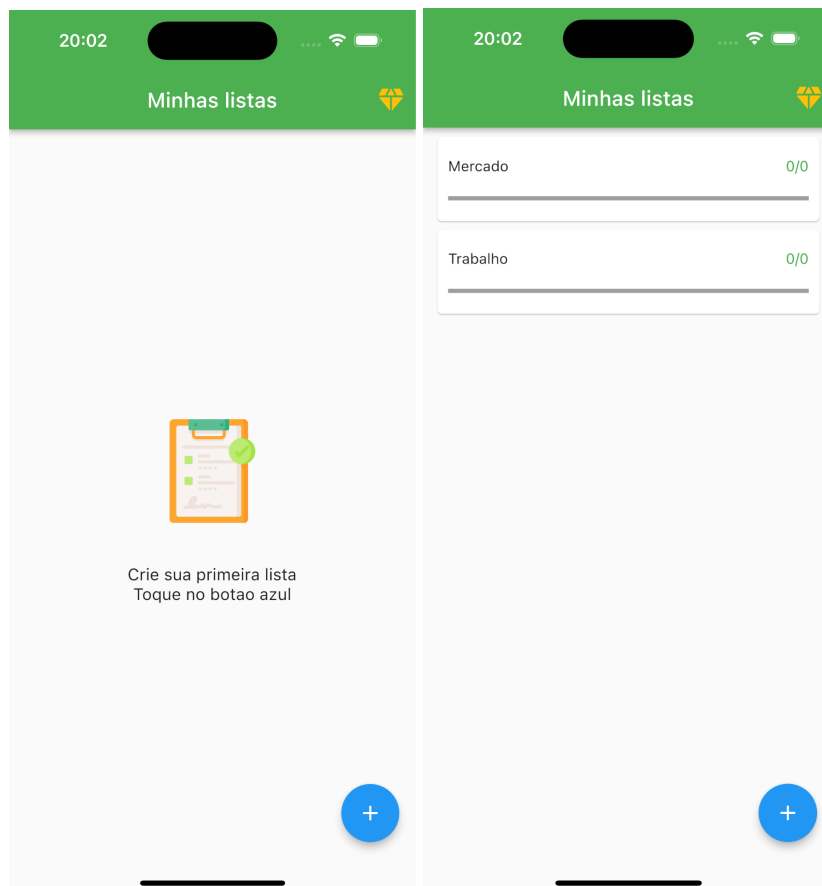 20:02
Minhas listas
Crie sua primeira lista
Toque no botao azul
20:02
Minhas listas
Mercado 0/0
Trabalho 0/0